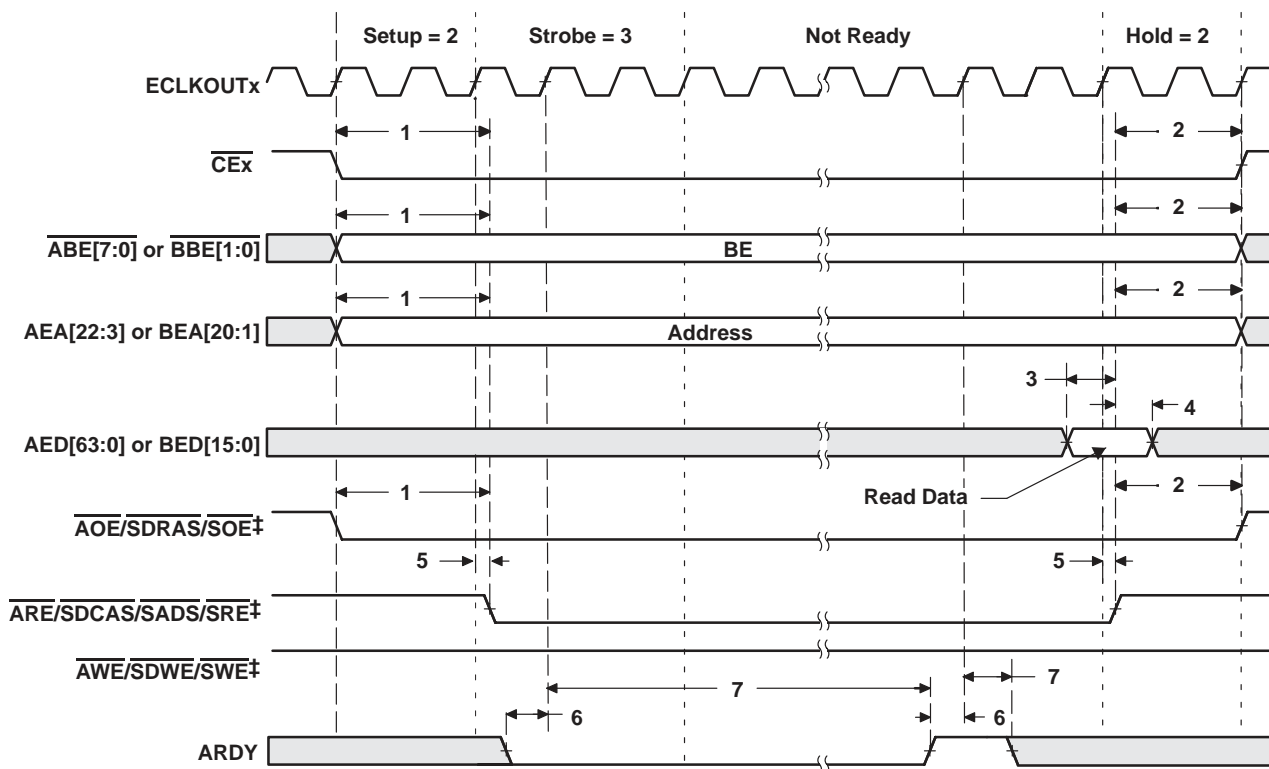 Setup = 2 Strobe = 3 Not Ready Hold = 2
ECLKOUTx
1 2
CEx
1 2
ABE[7:0] or BBE[1:0] BE
1 2
AEA[22:3] or BEA[20:1] Address
3
4
AED[63:0] or BED[15:0]
1 Read Data 2
AOE/SDRAS/SOE‡
5 5
ARE/SDCAS/SADS/SRE‡
AWE/SDWE/SWE‡
7 7
6 6
ARDY